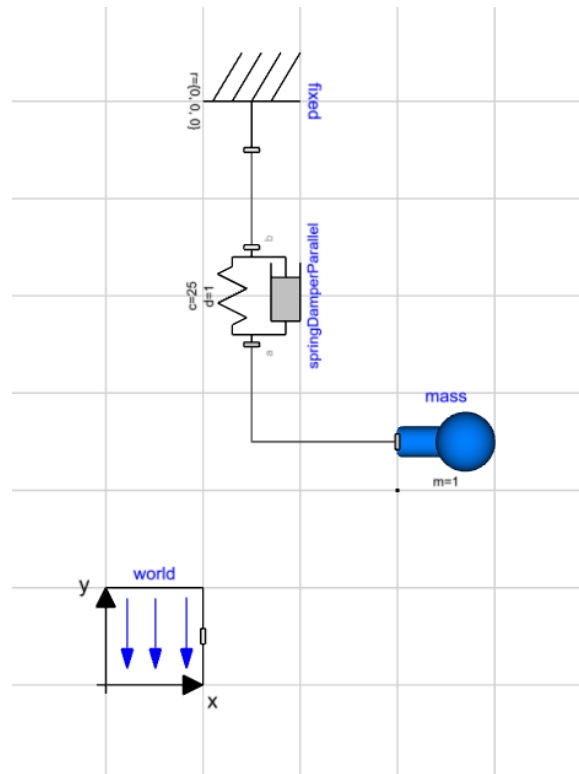 r={0, 0, 0}
fixed
b
c=25
d=1
springDamperParallel
a
mass
m=1
world
y
x